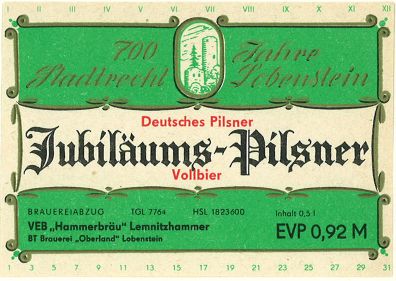 I II III IV V VI VII VIII IX X XI XII
700 Jahre
Stadtrecht Lobenstein
Deutsches Pilsner
Jubiläums-Pilsner
Vollbier
BRAUEREIABZUG TGL 7764 HSL 1823600 Inhalt 0,5 l
VEB „Hammerbräu" Lemnitzhammer
BT Brauerei „Oberland" Lobenstein
EVP 0,92 M
1 3 5 7 9 11 13 15 17 19 21 23 25 27 29 31